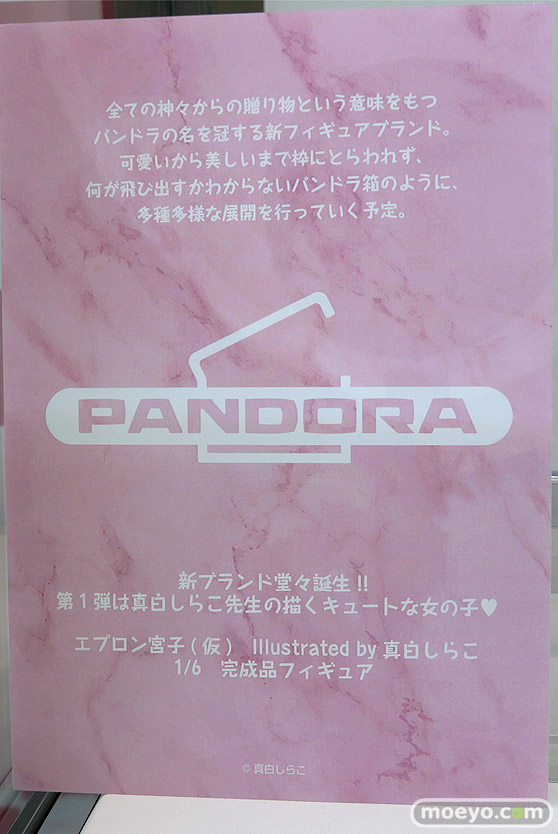 全ての神々からの贈り物という意味をもつ
パンドラの名を冠する新フィギュアブランド。
可愛いから美しいまで枠にとらわれず、
何が飛び出すかわからないパンドラ箱のように、
多種多様な展開を行っていく予定。
PANDORA
新ブランド堂々誕生!!
第1弾は真白しらこ先生の描くキュートな女の子♥
エプロン宮子(仮) Illustrated by 真白しらこ
1/6 完成品フィギュア
© 真白しらこ
moeyo.com